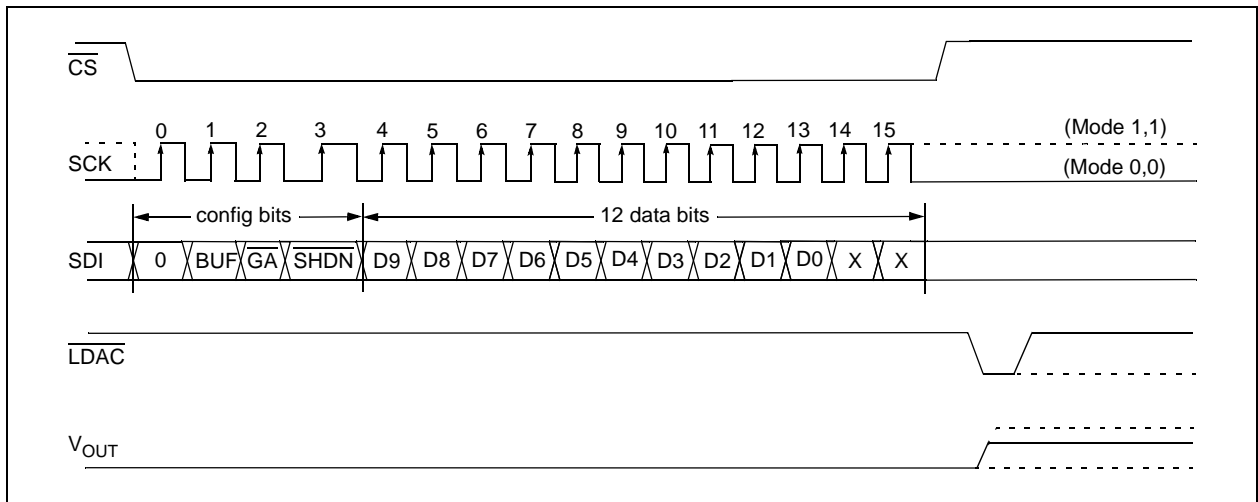 CS
0 1 2 3 4 5 6 7 8 9 10 11 12 13 14 15 (Mode 1,1)
SCK
(Mode 0,0)
config bits 12 data bits
SDI 0 BUF GA SHDN D9 D8 D7 D6 D5 D4 D3 D2 D1 D0 X X
LDAC
VOUT